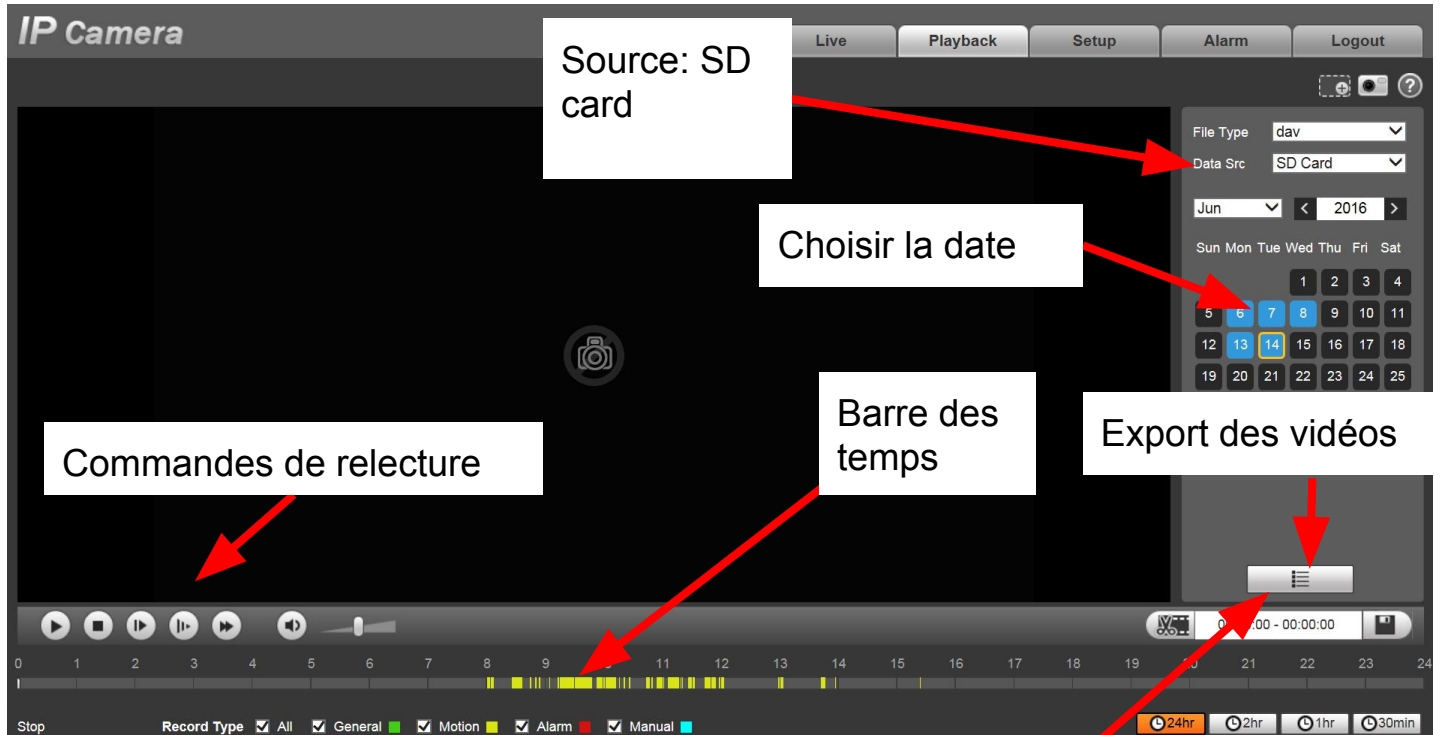 IP Camera
Live Playback Setup Alarm Logout
Source: SD
card
File Type dav
Data Src SD Card
Jun 2016
Choisir la date
Sun Mon Tue Wed Thu Fri Sat
1 2 3 4
5 6 7 8 9 10 11
12 13 14 15 16 17 18
19 20 21 22 23 24 25
Barre des
temps
Export des vidéos
Commandes de relecture
00:00 - 00:00:00
0 1 2 3 4 5 6 7 8 9 11 12 13 14 15 16 17 18 19 20 21 22 23 24
Stop Record Type All General Motion Alarm Manual
24hr 2hr 1hr 30min